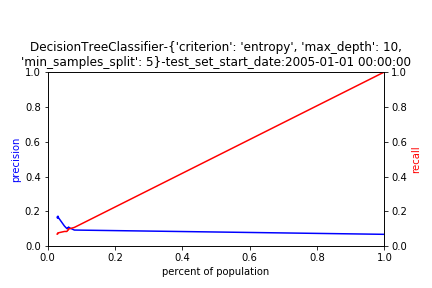 DecisionTreeClassifier-{'criterion': 'entropy', 'max_depth': 10,
'min_samples_split': 5}-test_set_start_date:2005-01-01 00:00:00
1.0
0.8
0.6
0.4
0.2
0.0
precision
1.0
0.8
0.6
0.4
0.2
0.0
recall
0.0 0.2 0.4 0.6 0.8 1.0
percent of population